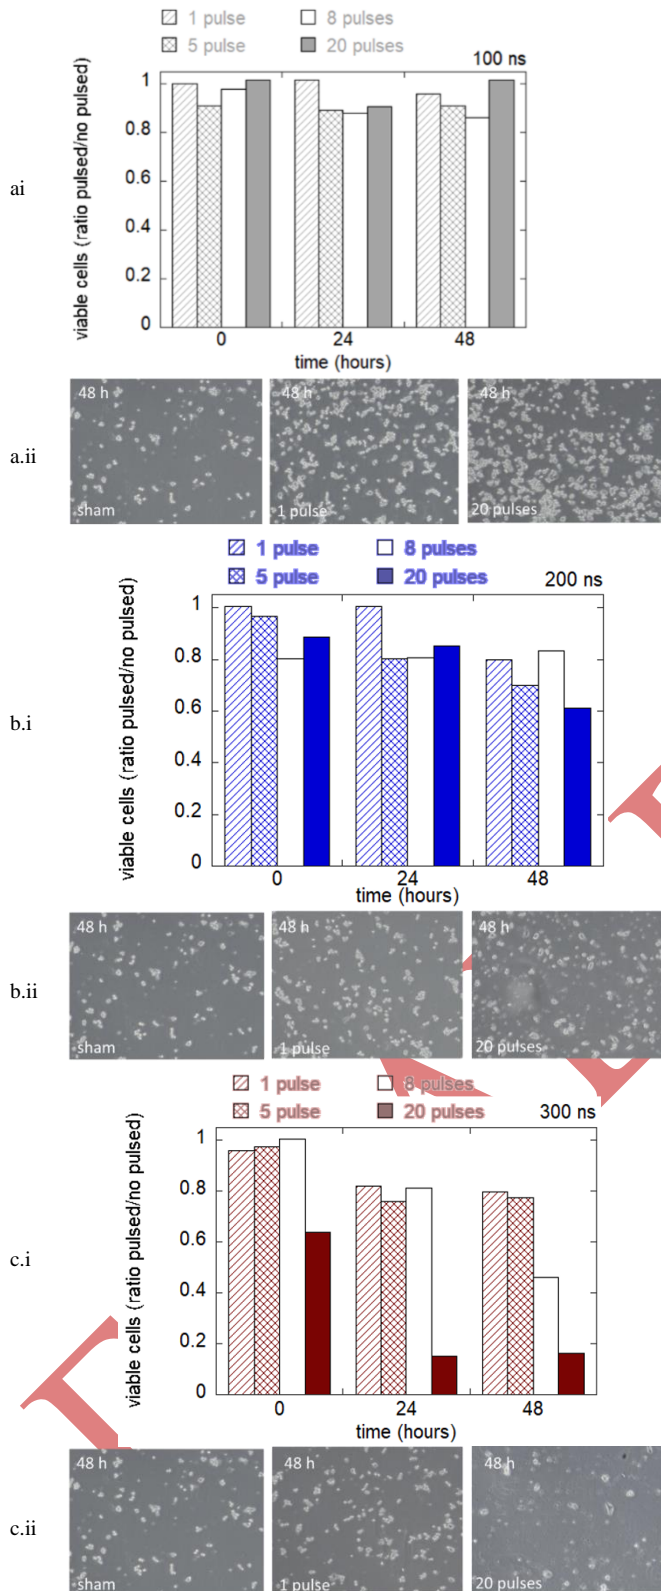 1 pulse 8 pulses
5 pulse 20 pulses
100 ns
ai
viable cells (ratio pulsed/no pulsed)
1
0.8
0.6
0.4
0.2
0
0 24 48
time (hours)
a.ii
48 h 48 h 48 h
sham 1 pulse 20 pulses
1 pulse 8 pulses
5 pulse 20 pulses
200 ns
b.i
viable cells (ratio pulsed/no pulsed)
1
0.8
0.6
0.4
0.2
0
0 24 48
time (hours)
b.ii
48 h 48 h 48 h
sham 1 pulse 20 pulses
1 pulse 8 pulses
5 pulse 20 pulses
300 ns
c.i
viable cells (ratio pulsed/no pulsed)
1
0.8
0.6
0.4
0.2
0
0 24 48
time (hours)
c.ii
48 h 48 h 48 h
sham 1 pulse 20 pulses